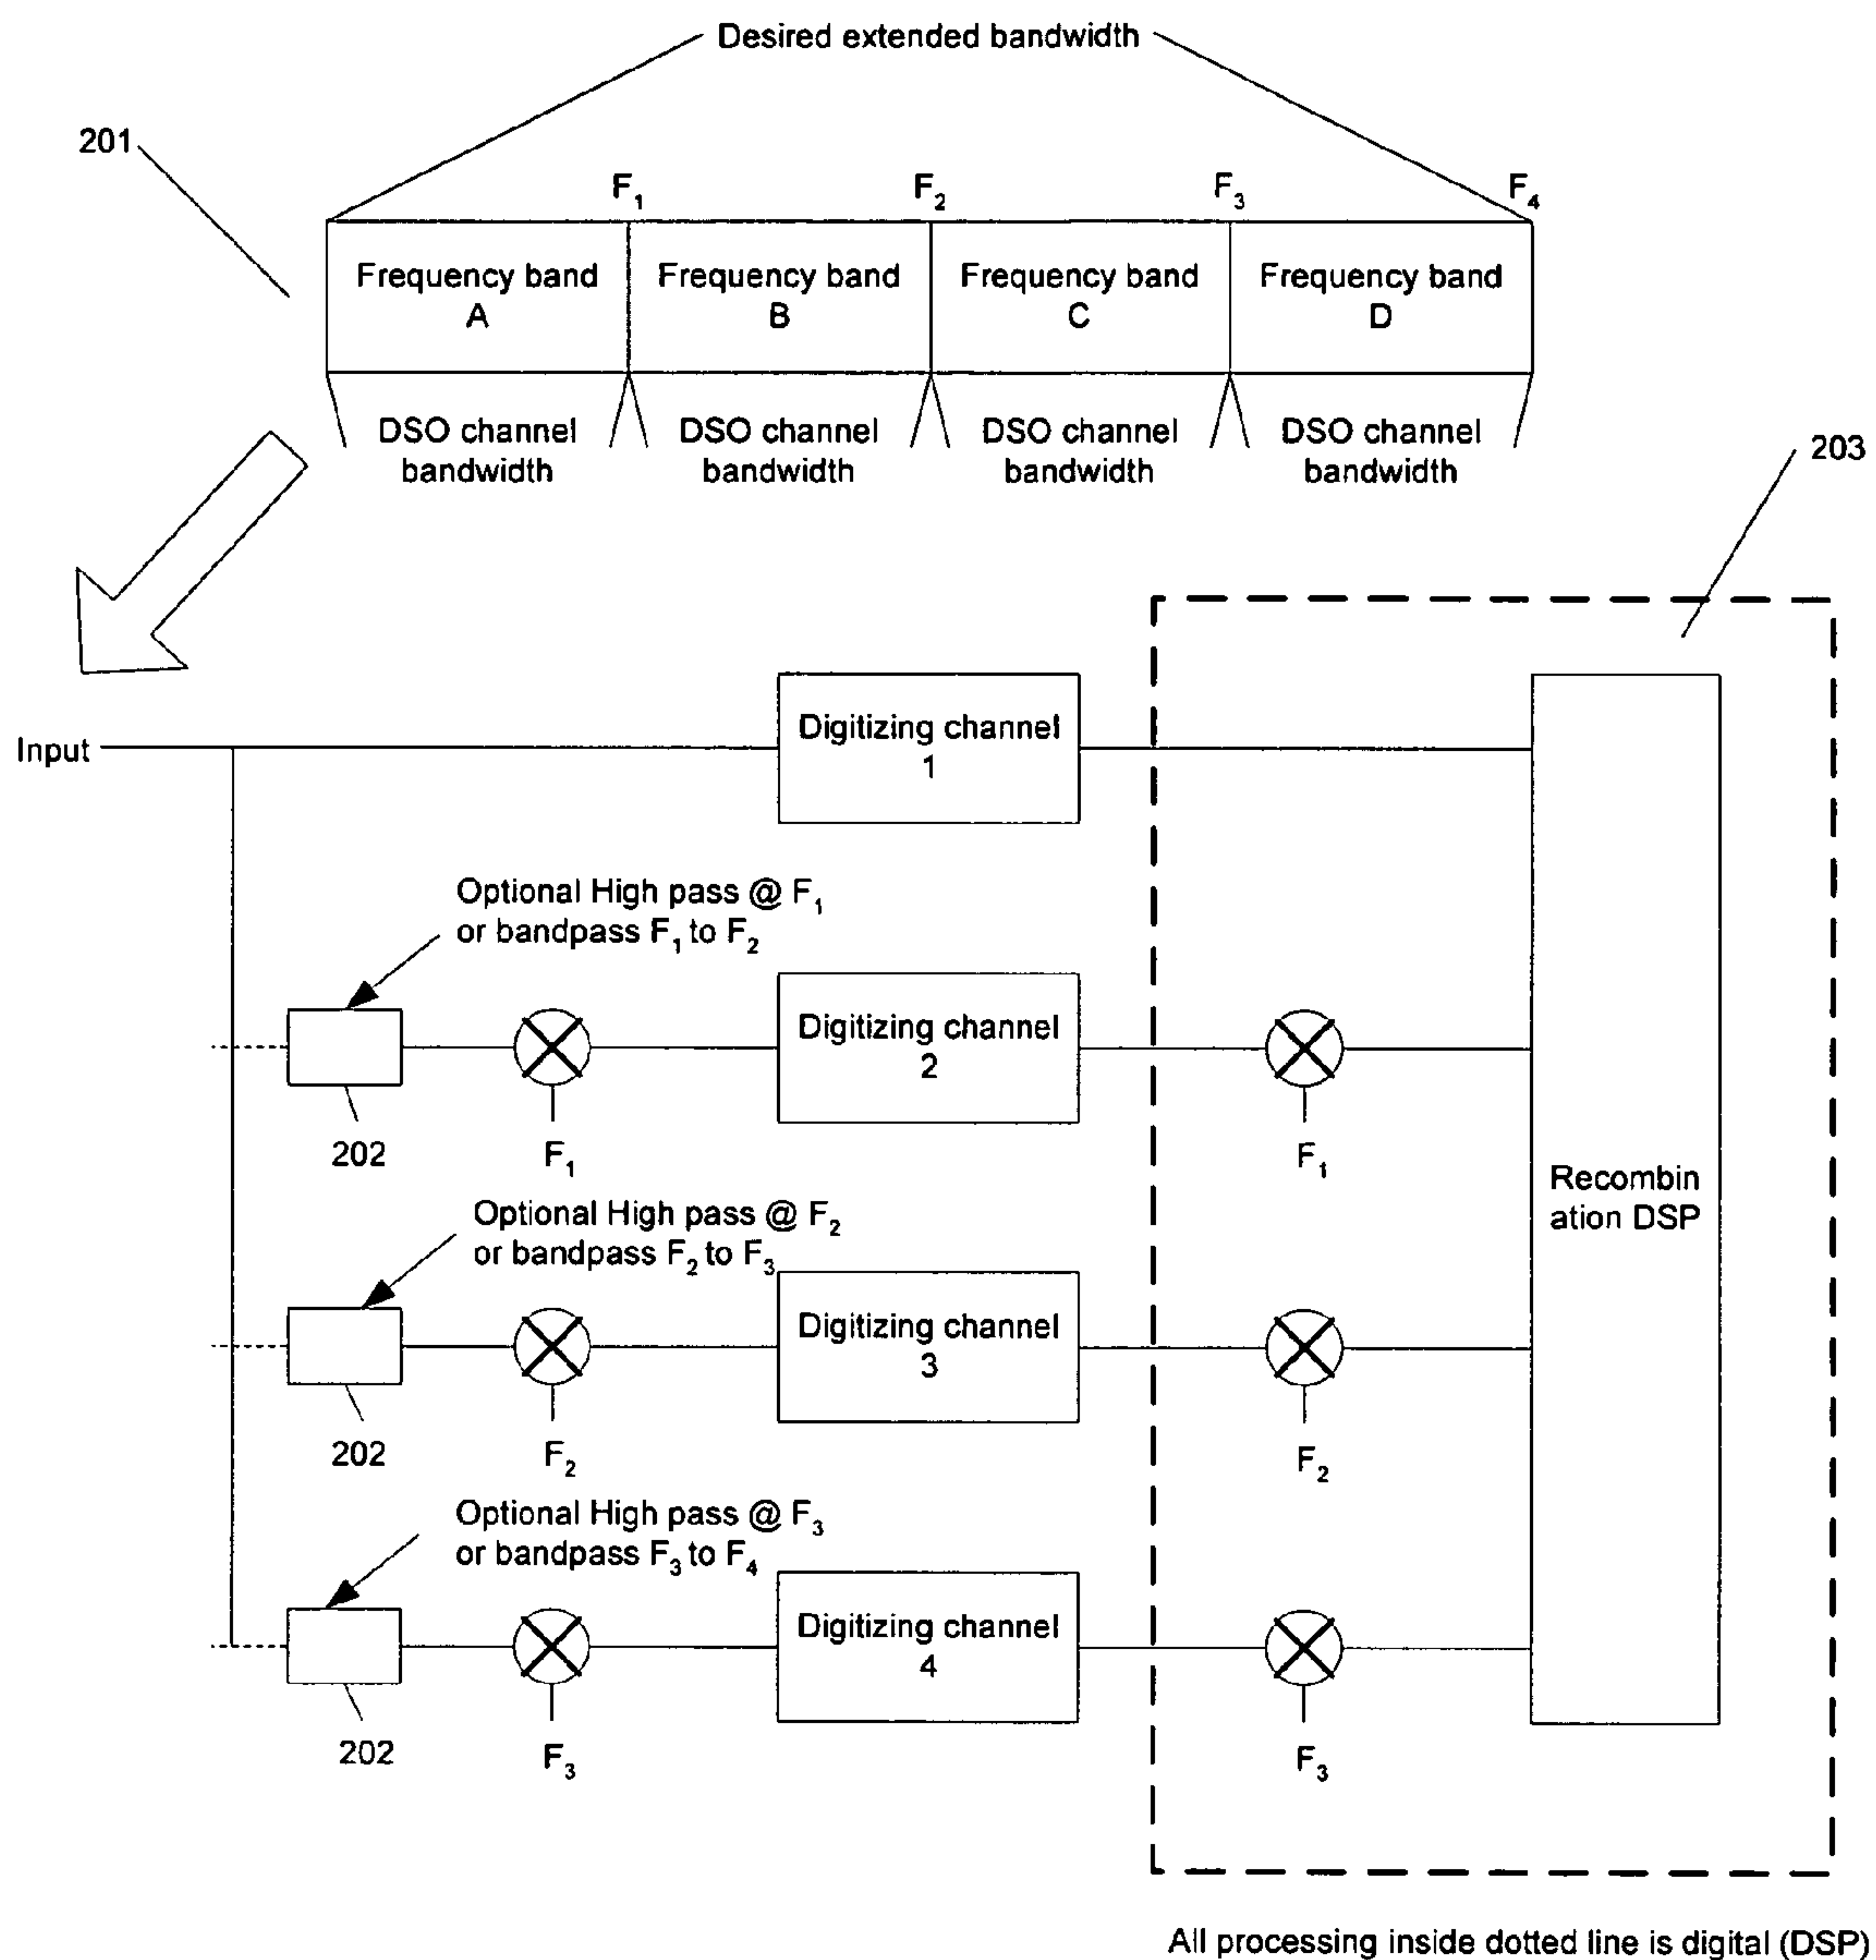 Desired extended bandwidth
201
F₁ F₂ F₃ F₄
Frequency band
A
Frequency band
B
Frequency band
C
Frequency band
D
DSO channel
bandwidth
DSO channel
bandwidth
DSO channel
bandwidth
DSO channel
bandwidth
203
Input
Digitizing channel
1
Optional High pass @ F₁
or bandpass F₁ to F₂
Digitizing channel
2
202
F₁
F₁
Recombin
ation DSP
Optional High pass @ F₂
or bandpass F₂ to F₃
Digitizing channel
3
202
F₂
F₂
Optional High pass @ F₃
or bandpass F₃ to F₄
Digitizing channel
4
202
F₃
F₃
All processing inside dotted line is digital (DSP)